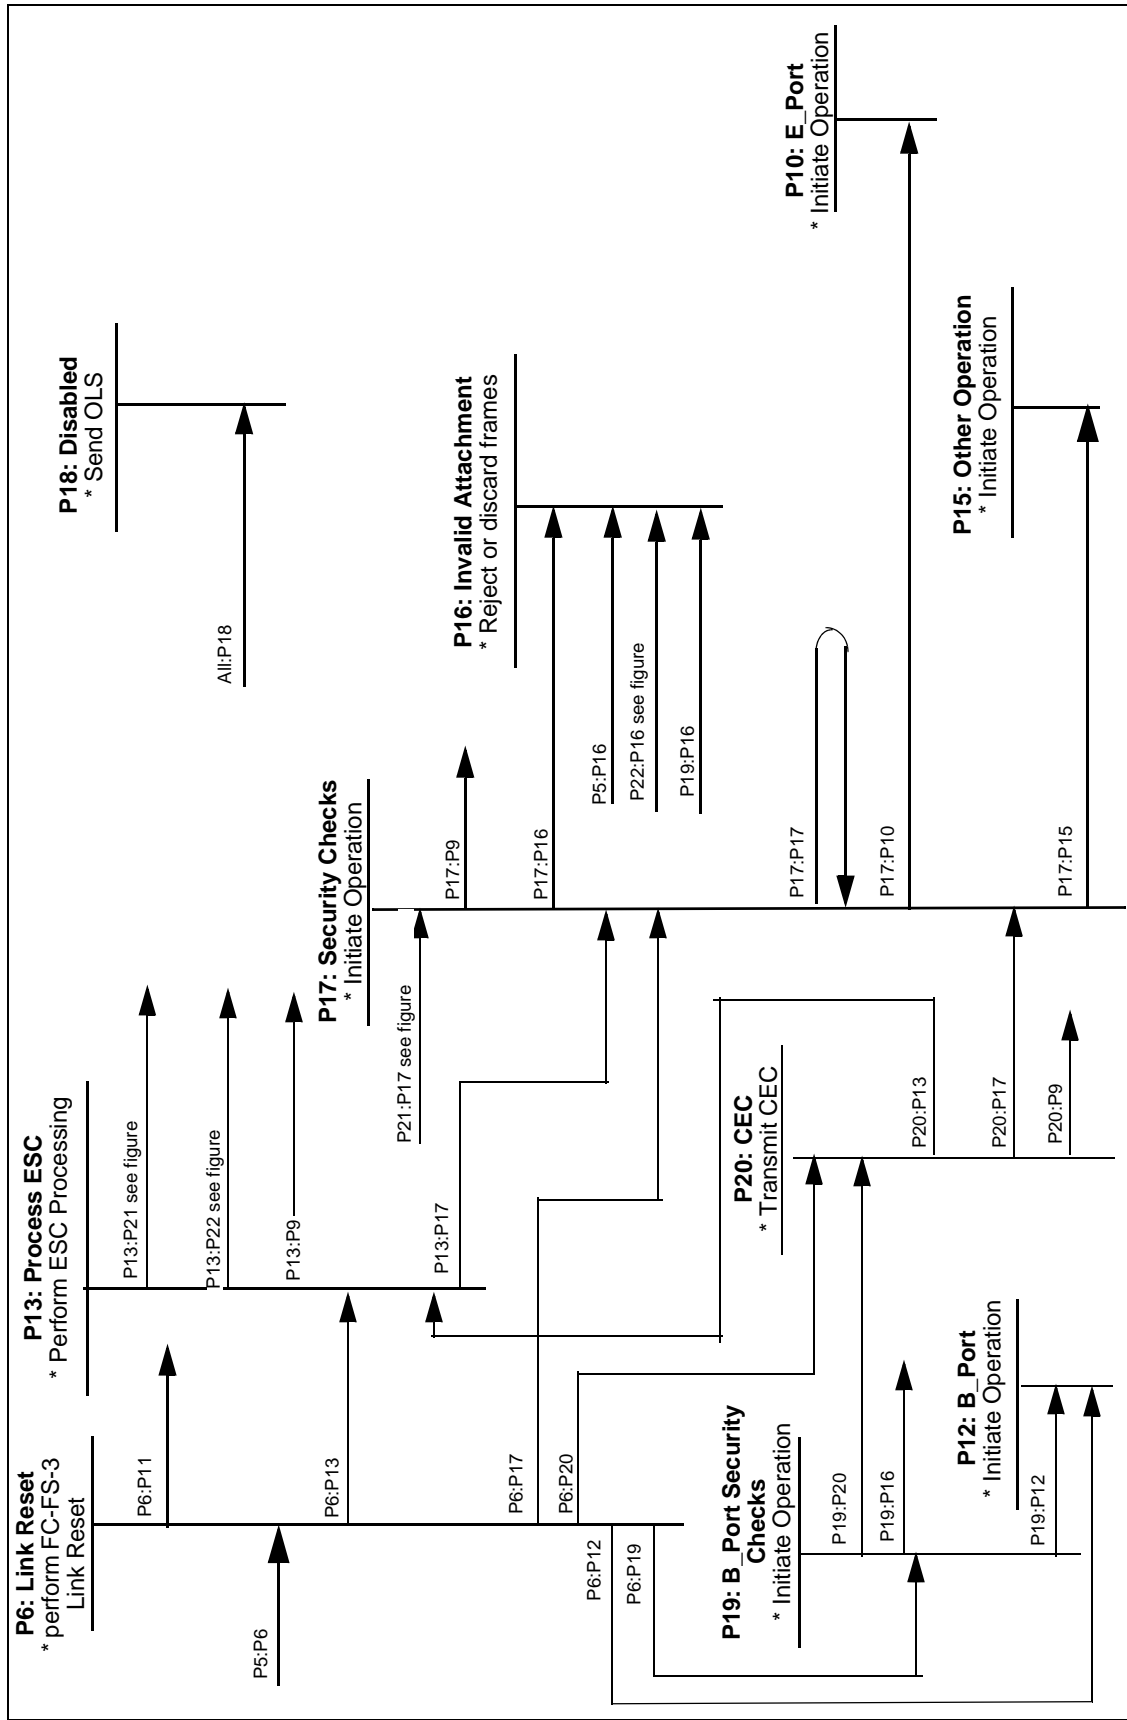 P6: Link Reset
* perform FC-FS-3
Link Reset
P5:P6
P6:P11
P6:P13
P6:P17
P6:P20
P6:P12
P6:P19
P13: Process ESC
* Perform ESC Processing
P13:P21 see figure
P13:P22 see figure
P13:P9
P13:P17
P19: B_Port Security
Checks
* Initiate Operation
P19:P20
P19:P16
P19:P12
P12: B_Port
* Initiate Operation
P20: CEC
* Transmit CEC
P20:P13
P20:P17
P20:P9
P17: Security Checks
* Initiate Operation
P21:P17 see figure
P17:P9
P17:P16
P17:P17
P17:P10
P17:P15
P16: Invalid Attachment
* Reject or discard frames
P5:P16
P22:P16 see figure
P19:P16
P18: Disabled
* Send OLS
All:P18
P15: Other Operation
* Initiate Operation
P10: E_Port
* Initiate Operation